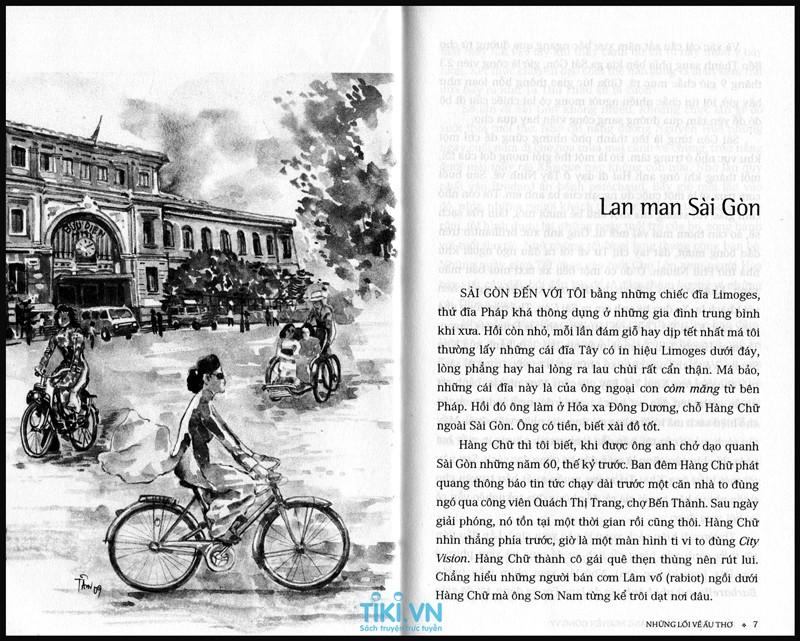 BƯU ĐIỆN
TÂN 09
Lan man Sài Gòn
SÀI GÒN ĐẾN VỚI TÔI bằng những chiếc đĩa Limoges,
thứ đĩa Pháp khá thông dụng ở những gia đình trung bình
khi xưa. Hồi còn nhỏ, mỗi lần đám giỗ hay dịp tết nhất má tôi
thường lấy những cái đĩa Tây có in hiệu Limoges dưới đáy,
lòng phẳng hay hai lòng ra lau chùi rất cẩn thận. Má bảo,
những cái đĩa này là của ông ngoại con còm măng từ bên
Pháp. Hồi đó ông làm ở Hỏa xa Đông Dương, chỗ Hàng Chữ
ngoài Sài Gòn. Ông có tiền, biết xài đồ tốt.
Hàng Chữ thì tôi biết, khi được ông anh chở dạo quanh
Sài Gòn những năm 60, thế kỷ trước. Ban đêm Hàng Chữ phát
quang thông báo tin tức chạy dài trước một căn nhà to đùng
ngó qua công viên Quách Thị Trang, chợ Bến Thành. Sau ngày
giải phóng, nó tồn tại một thời gian rồi cũng thôi. Hàng Chữ
nhìn thẳng phía trước, giờ là một màn hình ti vi to đùng City
Vision. Hàng Chữ thành cô gái quê thẹn thùng nên rút lui.
Chẳng hiểu những người bán cơm Lâm vố (rabiot) ngồi dưới
Hàng Chữ mà ông Sơn Nam từng kể trôi dạt nơi đâu.
NHỮNG LỐI VỀ ẤU THƠ ◆ 7
TIKI.VN
Sách truyện trực tuyến